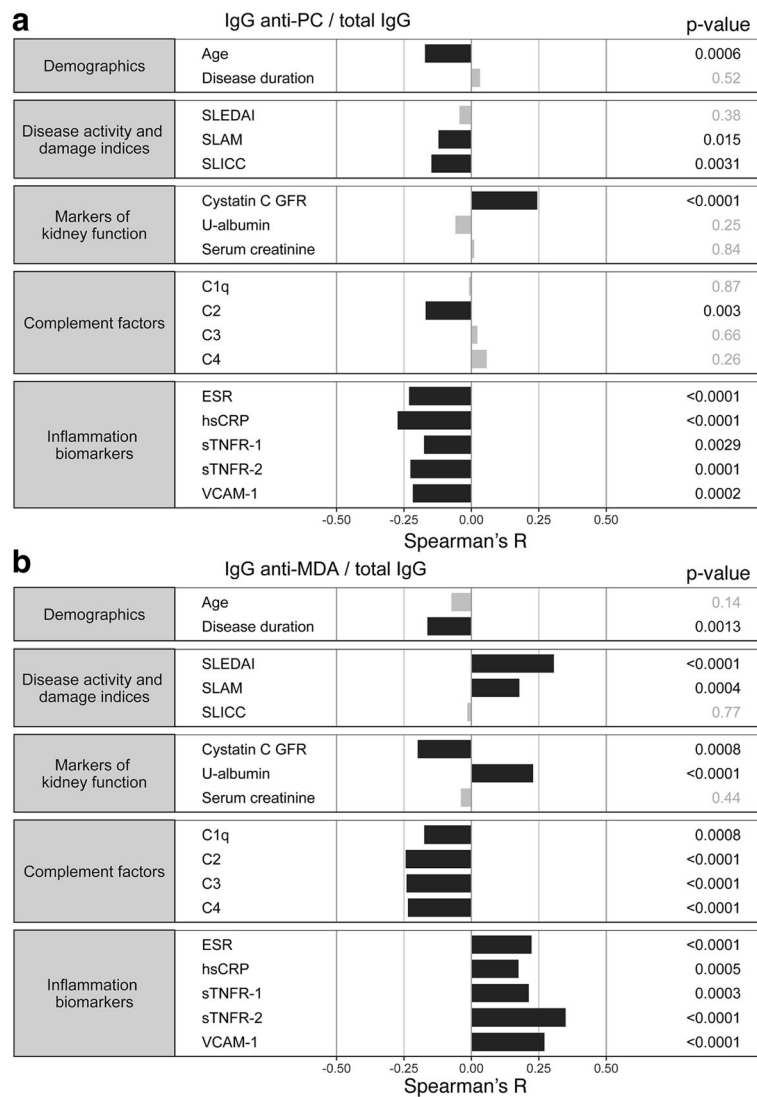 a IgG anti-PC / total IgG p-value
Demographics
Age 0.0006
Disease duration 0.52
Disease activity and
damage indices
SLEDAI 0.38
SLAM 0.015
SLICC 0.0031
Markers of
kidney function
Cystatin C GFR <0.0001
U-albumin 0.25
Serum creatinine 0.84
Complement factors
C1q 0.87
C2 0.003
C3 0.66
C4 0.26
Inflammation
biomarkers
ESR <0.0001
hsCRP <0.0001
sTNFR-1 0.0029
sTNFR-2 0.0001
VCAM-1 0.0002
-0.50 -0.25 0.00 0.25 0.50
Spearman's R
b IgG anti-MDA / total IgG p-value
Demographics
Age 0.14
Disease duration 0.0013
Disease activity and
damage indices
SLEDAI <0.0001
SLAM 0.0004
SLICC 0.77
Markers of
kidney function
Cystatin C GFR 0.0008
U-albumin <0.0001
Serum creatinine 0.44
Complement factors
C1q 0.0008
C2 <0.0001
C3 <0.0001
C4 <0.0001
Inflammation
biomarkers
ESR <0.0001
hsCRP 0.0005
sTNFR-1 0.0003
sTNFR-2 <0.0001
VCAM-1 <0.0001
-0.50 -0.25 0.00 0.25 0.50
Spearman's R